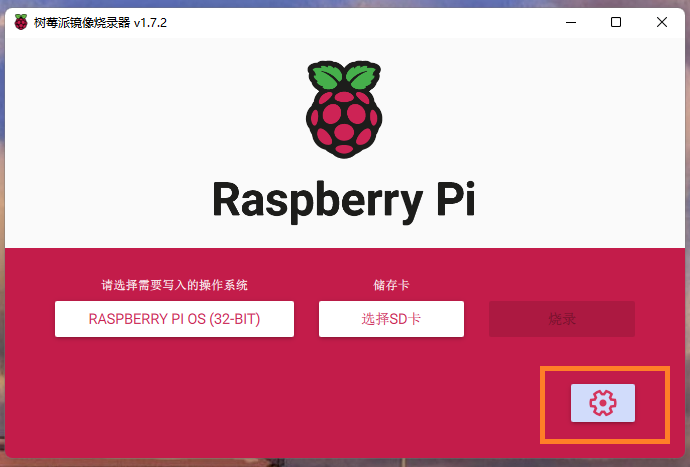 树莓派镜像烧录器 v1.7.2
Raspberry Pi
请选择需要写入的操作系统
储存卡
RASPBERRY PI OS (32-BIT)
选择SD卡
烧录